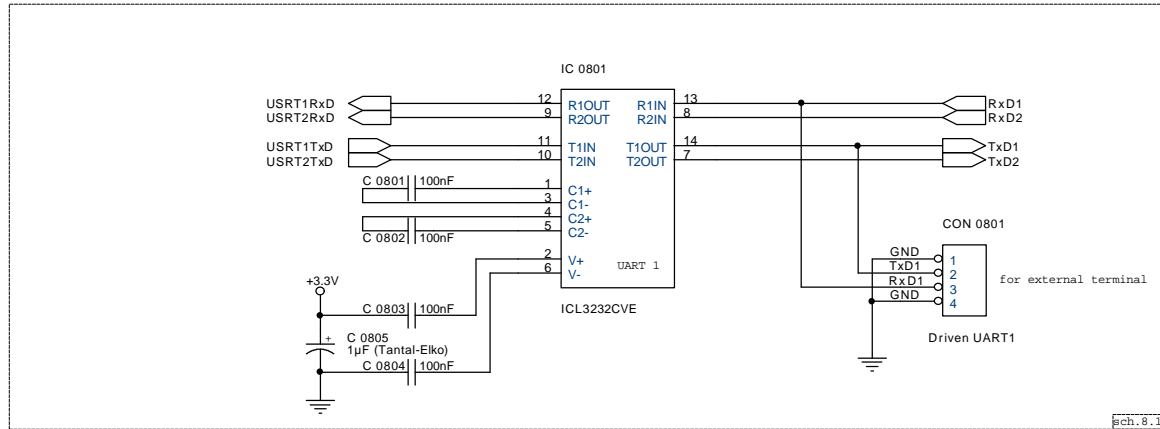 IC 0801
USRT1RxD 12 R1OUT R1IN 13 RxD1
USRT2RxD 9 R2OUT R2IN 8 RxD2
USRT1TxD 11 T1IN T1OUT 14 TxD1
USRT2TxD 10 T2IN T2OUT 7 TxD2
C 0801 100nF 1 C1+
3 C1-
4 C2+
C 0802 100nF 5 C2-
2 V+
6 V-
UART 1
ICL3232CVE
+3.3V
C 0803 100nF
C 0805
1µF (Tantal-Elko)
C 0804 100nF
CON 0801
GND 1
TxD1 2
RxD1 3
GND 4
for external terminal
Driven UART1
sch.8.1